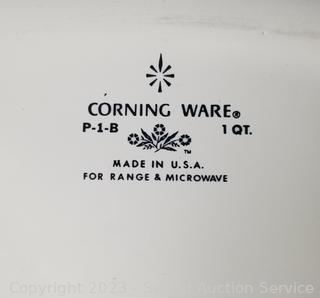 CORNING WARE®
P-1-B 1 QT.
TM
MADE IN U.S.A.
FOR RANGE & MICROWAVE
Copyright 2023 - Auction Service